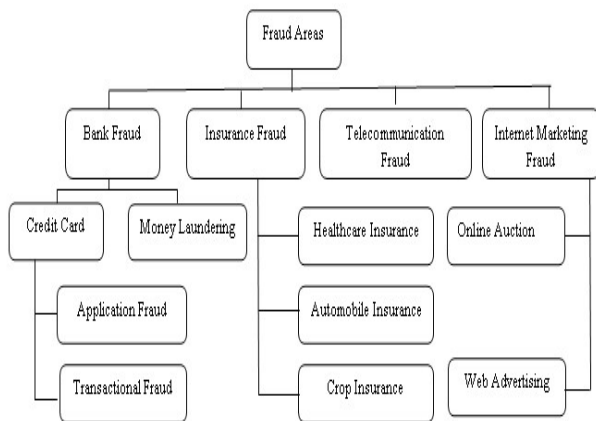 Fraud Areas
Bank Fraud
Insurance Fraud
Telecommunication
Fraud
Internet Marketing
Fraud
Credit Card
Money Laundering
Healthcare Insurance
Online Auction
Application Fraud
Automobile Insurance
Transactional Fraud
Crop Insurance
Web Advertising